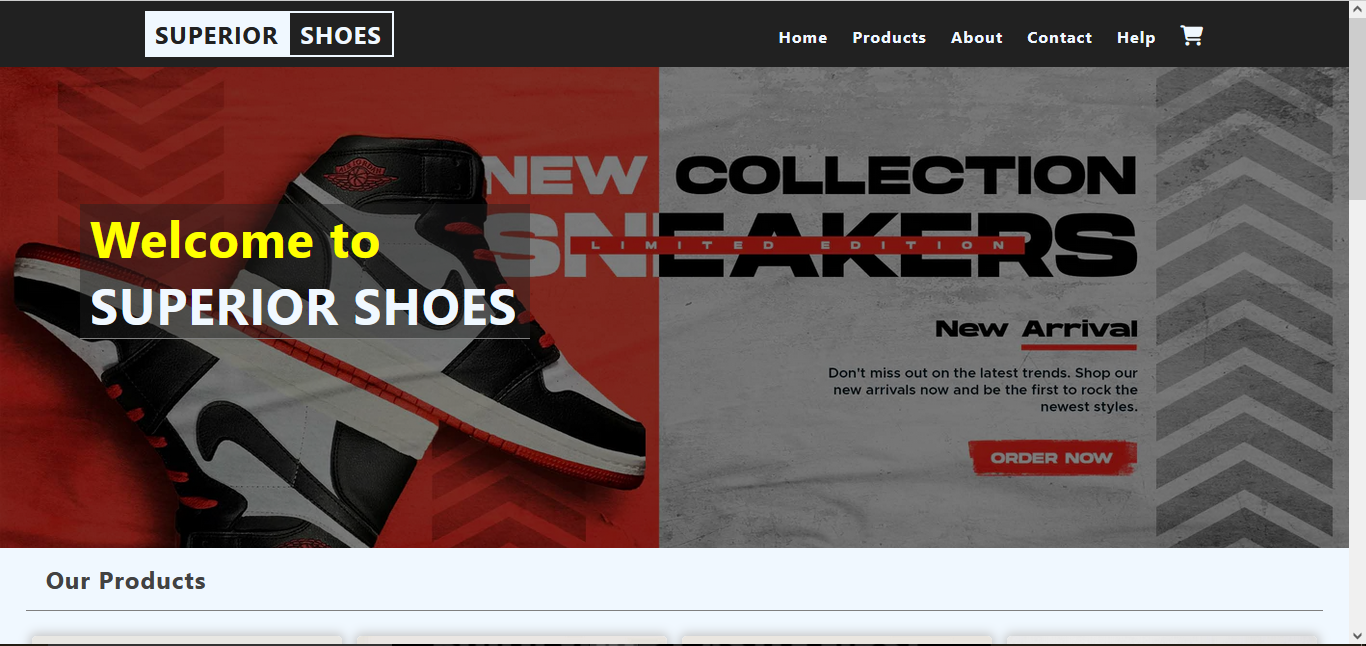 SUPERIOR SHOES
Home Products About Contact Help
AIR JORDAN
NEW COLLECTION
SNEAKERS
LIMITED EDITION
Welcome to
SUPERIOR SHOES
New Arrival
Don't miss out on the latest trends. Shop our
new arrivals now and be the first to rock the
newest styles.
ORDER NOW
Our Products